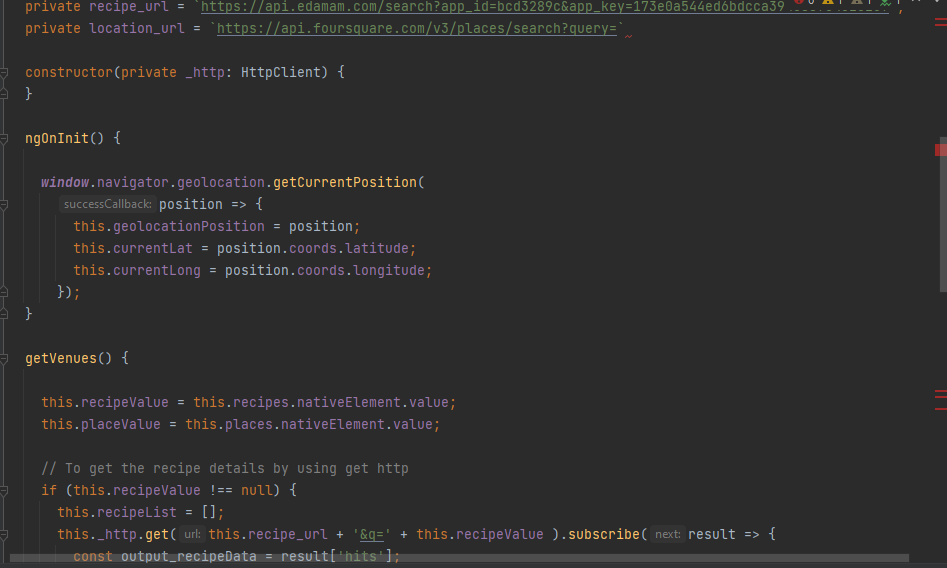 private recipe_url = `https://api.edamam.com/search?app_id=bcd3289c&app_key=173e0a544ed6bdcca39
private location_url = `https://api.foursquare.com/v3/places/search?query=`
constructor(private _http: HttpClient) {
}
ngOnInit() {
window.navigator.geolocation.getCurrentPosition(
successCallback: position => {
this.geolocationPosition = position;
this.currentLat = position.coords.latitude;
this.currentLong = position.coords.longitude;
});
}
getVenues() {
this.recipeValue = this.recipes.nativeElement.value;
this.placeValue = this.places.nativeElement.value;
// To get the recipe details by using get http
if (this.recipeValue !== null) {
this.recipeList = [];
this._http.get( url: this.recipe_url + '&q=' + this.recipeValue ).subscribe( next: result => {
const output_recipeData = result['hits'];